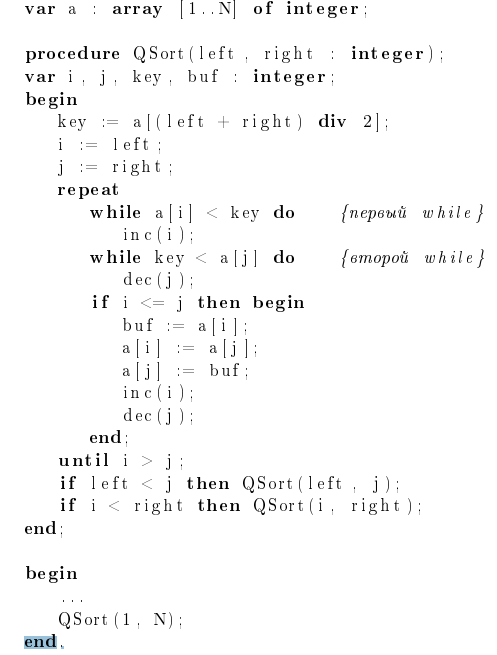 var a : array [1..N] of integer;
procedure QSort(left, right : integer);
var i, j, key, buf : integer;
begin
key := a[(left + right) div 2];
i := left;
j := right;
repeat
while a[i] < key do {первый while}
inc(i);
while key < a[j] do {второй while}
dec(j);
if i <= j then begin
buf := a[i];
a[i] := a[j];
a[j] := buf;
inc(i);
dec(j);
end;
until i > j;
if left < j then QSort(left, j);
if i < right then QSort(i, right);
end;
begin
...
QSort(1, N);
end.